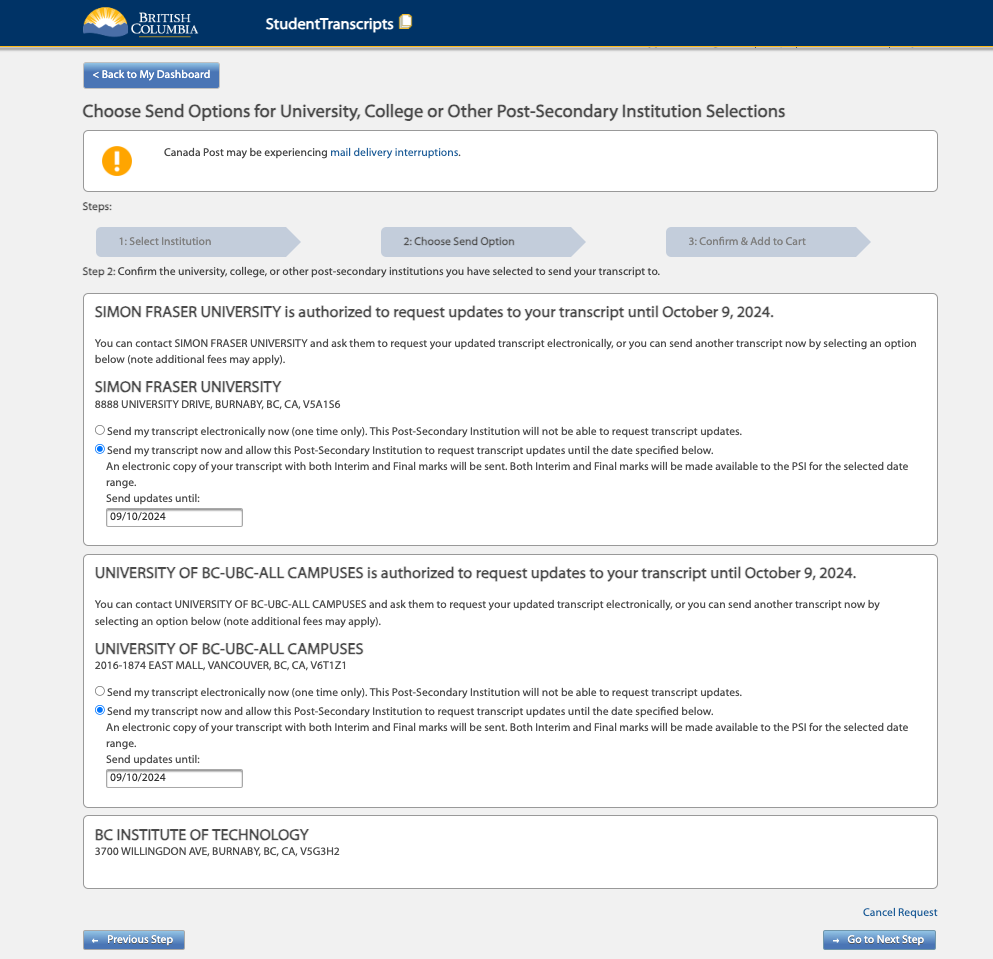 BRITISH
COLUMBIA
StudentTranscripts
< Back to My Dashboard
Choose Send Options for University, College or Other Post-Secondary Institution Selections
Canada Post may be experiencing mail delivery interruptions.
Steps:
1: Select Institution
2: Choose Send Option
3: Confirm & Add to Cart
Step 2: Confirm the university, college, or other post-secondary institutions you have selected to send your transcript to.
SIMON FRASER UNIVERSITY is authorized to request updates to your transcript until October 9, 2024.
You can contact SIMON FRASER UNIVERSITY and ask them to request your updated transcript electronically, or you can send another transcript now by selecting an option
below (note additional fees may apply).
SIMON FRASER UNIVERSITY
8888 UNIVERSITY DRIVE, BURNABY, BC, CA, V5A1S6
Send my transcript electronically now (one time only). This Post-Secondary Institution will not be able to request transcript updates.
Send my transcript now and allow this Post-Secondary Institution to request transcript updates until the date specified below.
An electronic copy of your transcript with both Interim and Final marks will be sent. Both Interim and Final marks will be made available to the PSI for the selected date
range.
Send updates until:
09/10/2024
UNIVERSITY OF BC-UBC-ALL CAMPUSES is authorized to request updates to your transcript until October 9, 2024.
You can contact UNIVERSITY OF BC-UBC-ALL CAMPUSES and ask them to request your updated transcript electronically, or you can send another transcript now by
selecting an option below (note additional fees may apply).
UNIVERSITY OF BC-UBC-ALL CAMPUSES
2016-1874 EAST MALL, VANCOUVER, BC, CA, V6T1Z1
Send my transcript electronically now (one time only). This Post-Secondary Institution will not be able to request transcript updates.
Send my transcript now and allow this Post-Secondary Institution to request transcript updates until the date specified below.
An electronic copy of your transcript with both Interim and Final marks will be sent. Both Interim and Final marks will be made available to the PSI for the selected date
range.
Send updates until:
09/10/2024
BC INSTITUTE OF TECHNOLOGY
3700 WILLINGDON AVE, BURNABY, BC, CA, V5G3H2
Cancel Request
← Previous Step
→ Go to Next Step